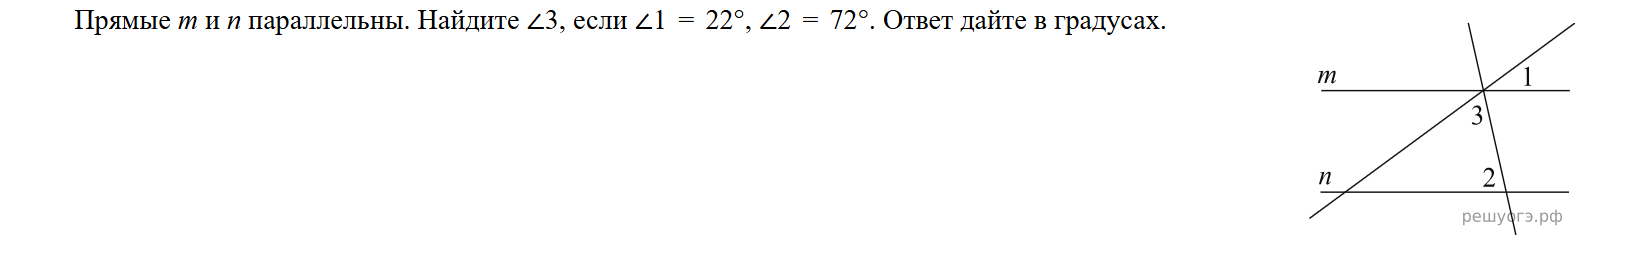 Прямые m и n параллельны. Найдите ∠3, если ∠1 = 22°, ∠2 = 72°. Ответ дайте в градусах.
m
1
3
n
2
решуогэ.рф